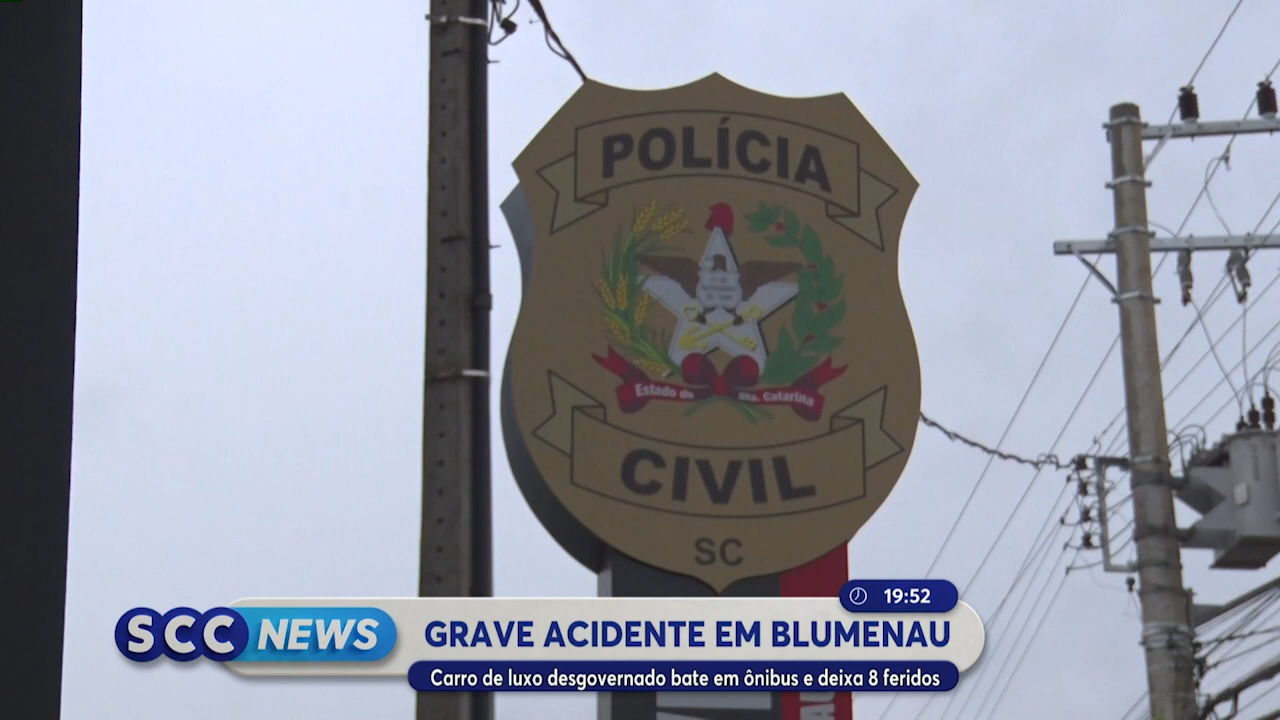 POLÍCIA
Estado de Sta. Catarina
CIVIL
SC
19:52
SCC NEWS
GRAVE ACIDENTE EM BLUMENAU
Carro de luxo desgovernado bate em ônibus e deixa 8 feridos